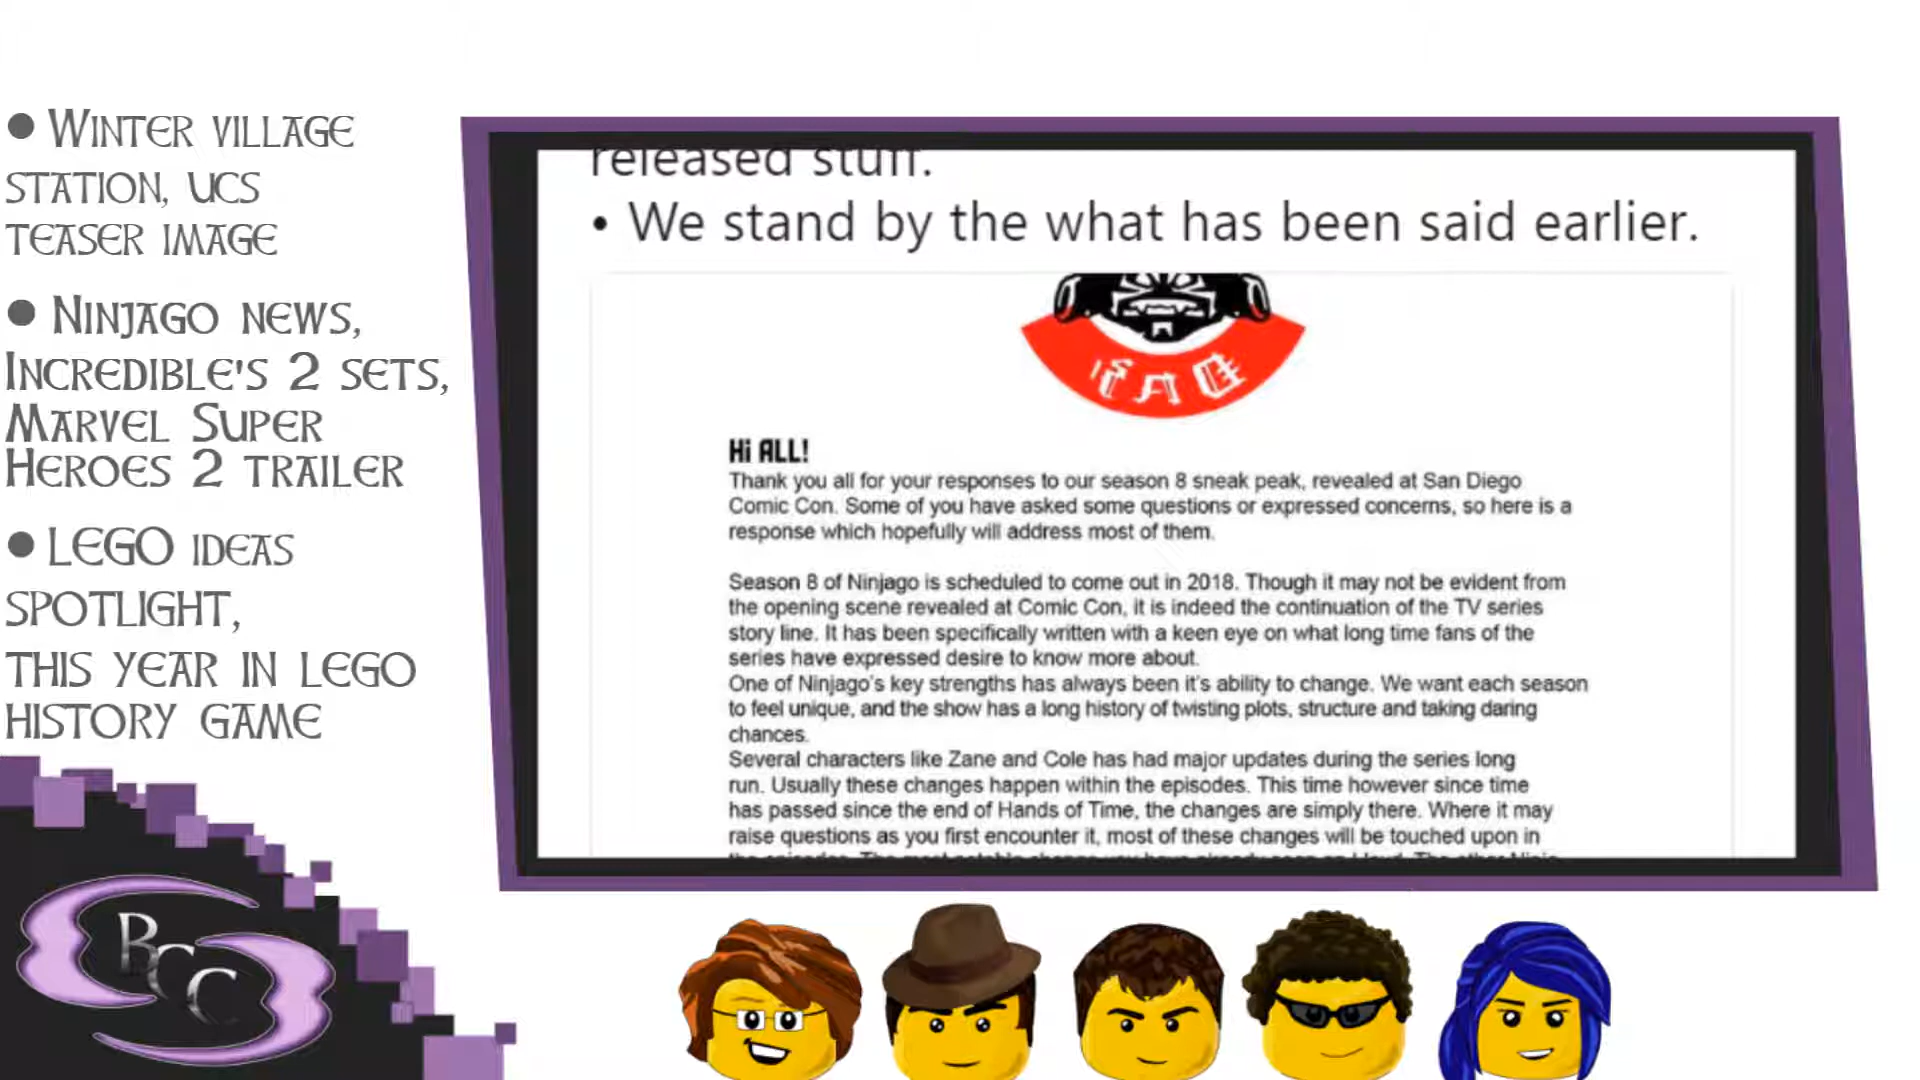 • Winter village
station, UCS
teaser image
• Ninjago news,
Incredible's 2 sets,
Marvel Super
Heroes 2 trailer
• LEGO ideas
spotlight,
this year in LEGO
history game
BCC
released stuff.
• We stand by the what has been said earlier.
FAQ
Hi ALL!
Thank you all for your responses to our season 8 sneak peak, revealed at San Diego
Comic Con. Some of you have asked some questions or expressed concerns, so here is a
response which hopefully will address most of them.
Season 8 of Ninjago is scheduled to come out in 2018. Though it may not be evident from
the opening scene revealed at Comic Con, it is indeed the continuation of the TV series
story line. It has been specifically written with a keen eye on what long time fans of the
series have expressed desire to know more about.
One of Ninjago's key strengths has always been it's ability to change. We want each season
to feel unique, and the show has a long history of twisting plots, structure and taking daring
chances.
Several characters like Zane and Cole has had major updates during the series long
run. Usually these changes happen within the episodes. This time however since time
has passed since the end of Hands of Time, the changes are simply there. Where it may
raise questions as you first encounter it, most of these changes will be touched upon in